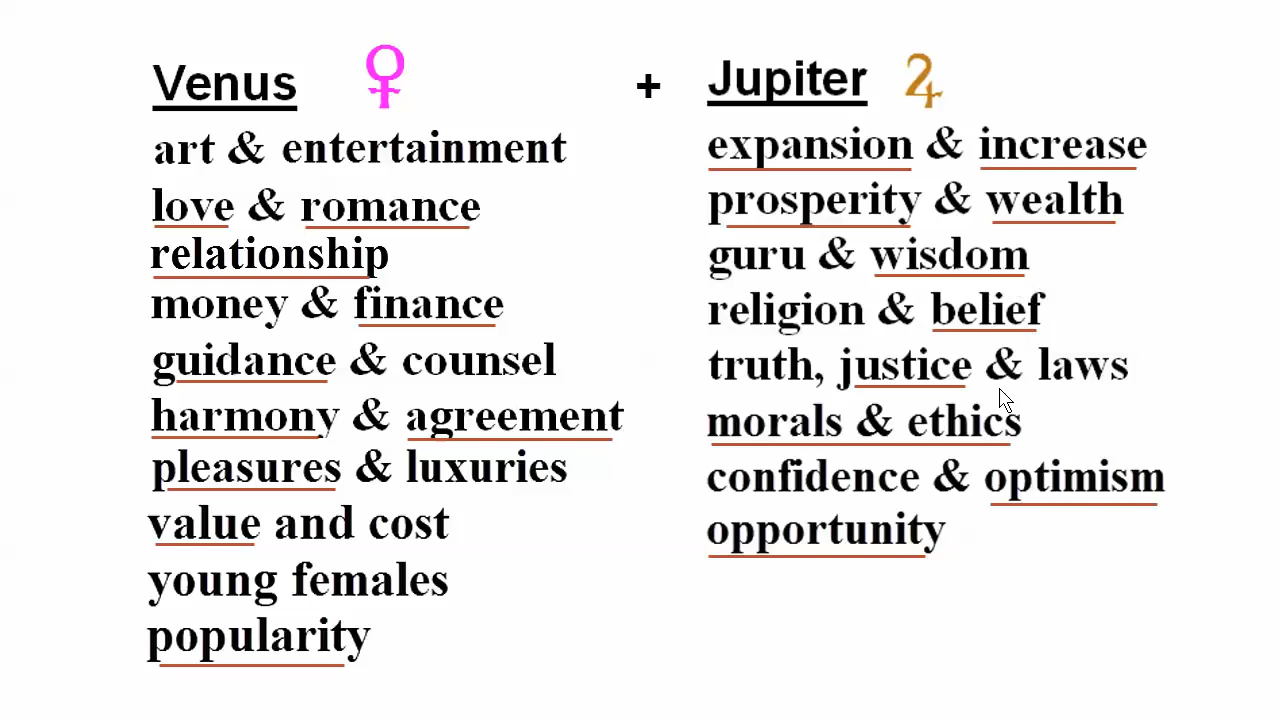 Venus ♀
art & entertainment
love & romance
relationship
money & finance
guidance & counsel
harmony & agreement
pleasures & luxuries
value and cost
young females
popularity
+
Jupiter ♃
expansion & increase
prosperity & wealth
guru & wisdom
religion & belief
truth, justice & laws
morals & ethics
confidence & optimism
opportunity